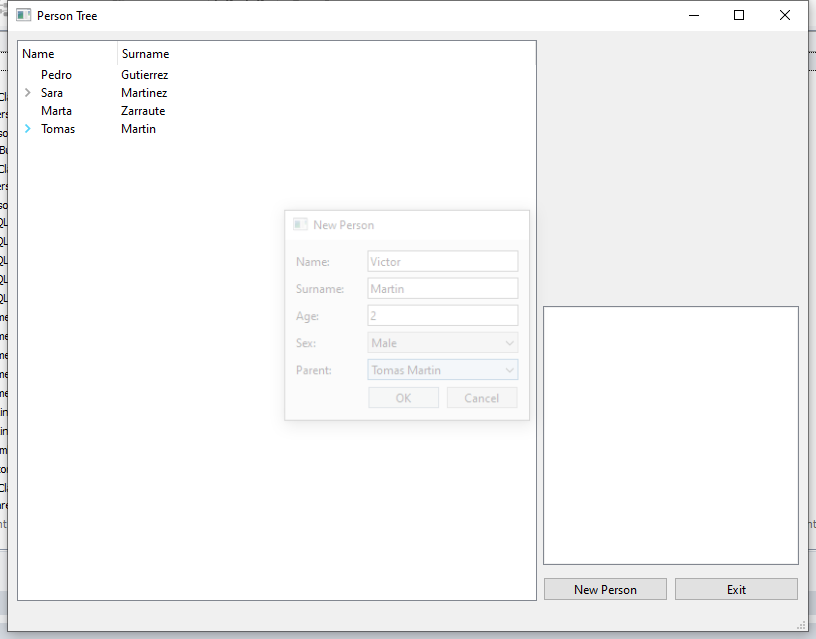 Person Tree
Name Surname
Pedro Gutierrez
Sara Martinez
Marta Zarraute
Tomas Martin
New Person
Name: Victor
Surname: Martin
Age: 2
Sex: Male
Parent: Tomas Martin
OK Cancel
New Person Exit